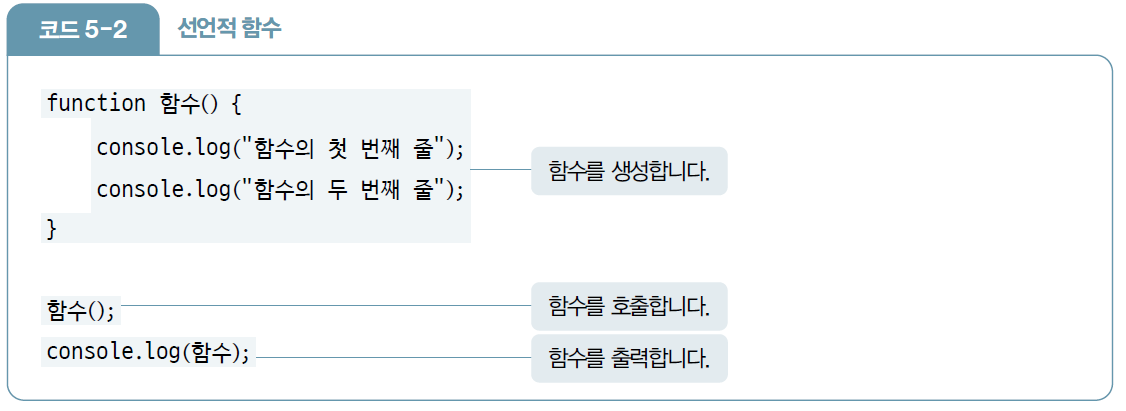 코드 5-2 선언적 함수
function 함수() {
console.log("함수의 첫 번째 줄");
console.log("함수의 두 번째 줄");
함수를 생성합니다.
}
함수();
함수를 호출합니다.
console.log(함수);
함수를 출력합니다.